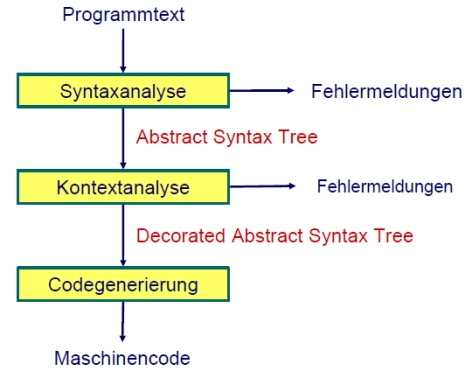 Programmtext
Syntaxanalyse
Fehlermeldungen
Abstract Syntax Tree
Kontextanalyse
Fehlermeldungen
Decorated Abstract Syntax Tree
Codegenerierung
Maschinencode